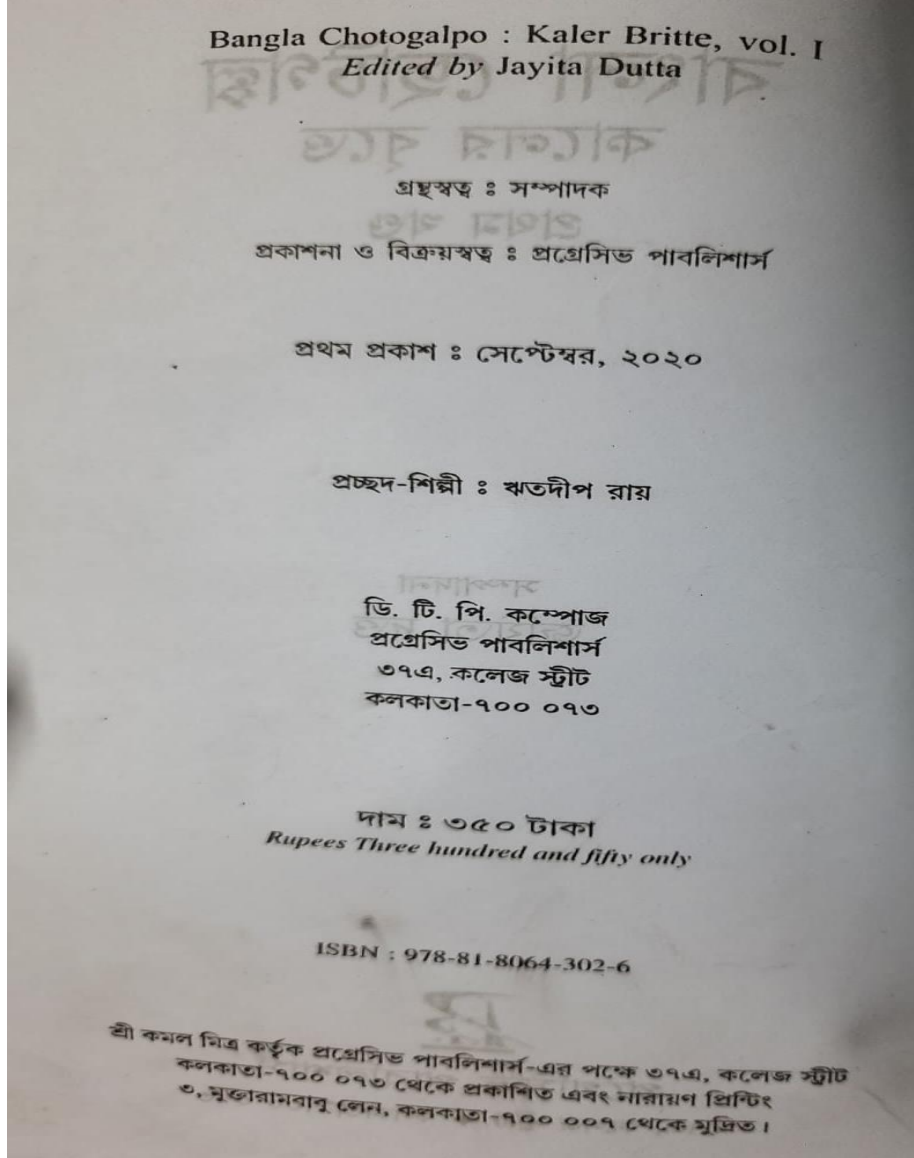 Bangla Chotogalpo : Kaler Britte, vol. I
Edited by Jayita Dutta
গ্রন্থস্বত্ব ঃ সম্পাদক
প্রকাশনা ও বিক্রয়স্বত্ব ঃ প্রগ্রেসিভ পাবলিশার্স
প্রথম প্রকাশ ঃ সেপ্টেম্বর, ২০২০
প্রচ্ছদ-শিল্পী ঃ ঋতদীপ রায়
ডি. টি. পি. কম্পোজ
প্রগ্রেসিভ পাবলিশার্স
৩৭এ, কলেজ স্ট্রীট
কলকাতা-৭০০ ০৭৩
দাম ঃ ৩৫০ টাকা
Rupees Three hundred and fifty only
ISBN : 978-81-8064-302-6
শ্রী কমল মিত্র কর্তৃক প্রগ্রেসিভ পাবলিশার্স-এর পক্ষে ৩৭এ, কলেজ স্ট্রীট
কলকাতা-৭০০ ০৭৩ থেকে প্রকাশিত এবং নারায়ণ প্রিন্টিং
৩, মুক্তারামবাবু লেন, কলকাতা-৭০০ ০০৭ থেকে মুদ্রিত।